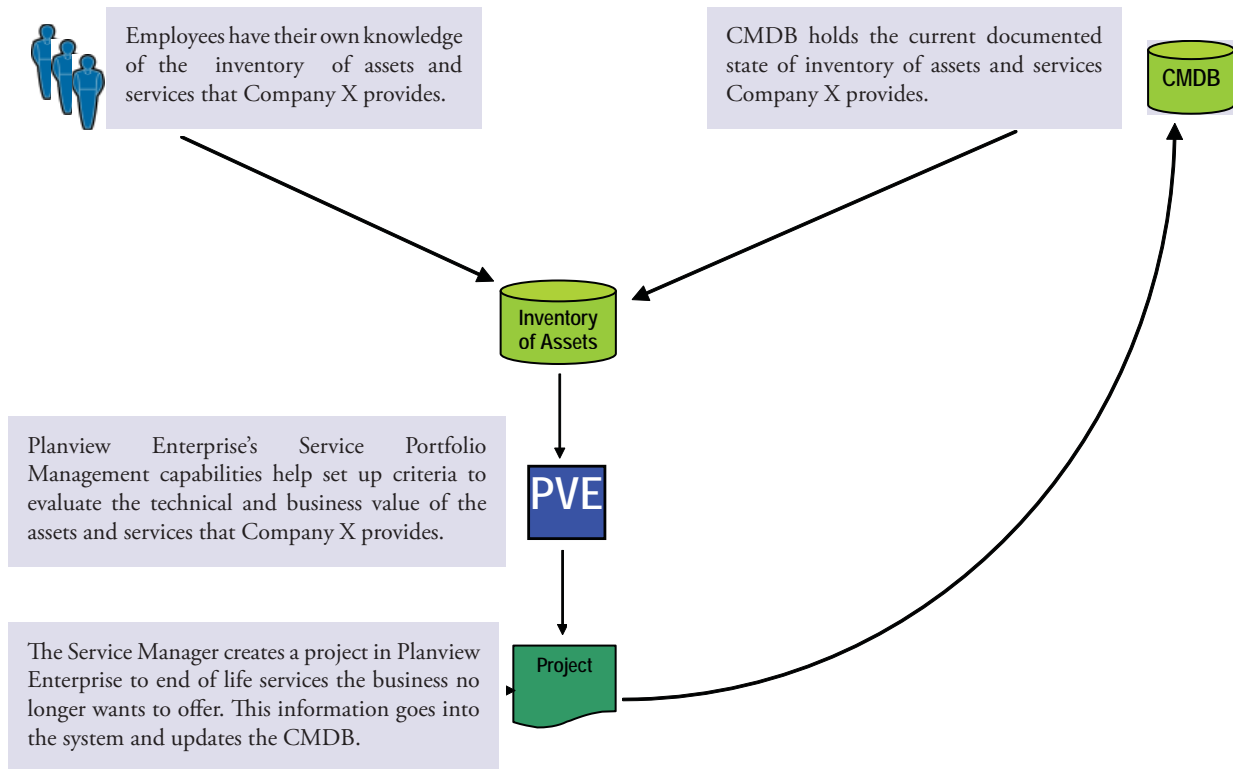 Employees have their own knowledge
of the inventory of assets and
services that Company X provides.
CMDB holds the current documented
state of inventory of assets and services
Company X provides.
CMDB
Inventory
of Assets
Planview Enterprise’s Service Portfolio
Management capabilities help set up criteria to
evaluate the technical and business value of the
assets and services that Company X provides.
PVE
The Service Manager creates a project in Planview
Enterprise to end of life services the business no
longer wants to offer. This information goes into
the system and updates the CMDB.
Project